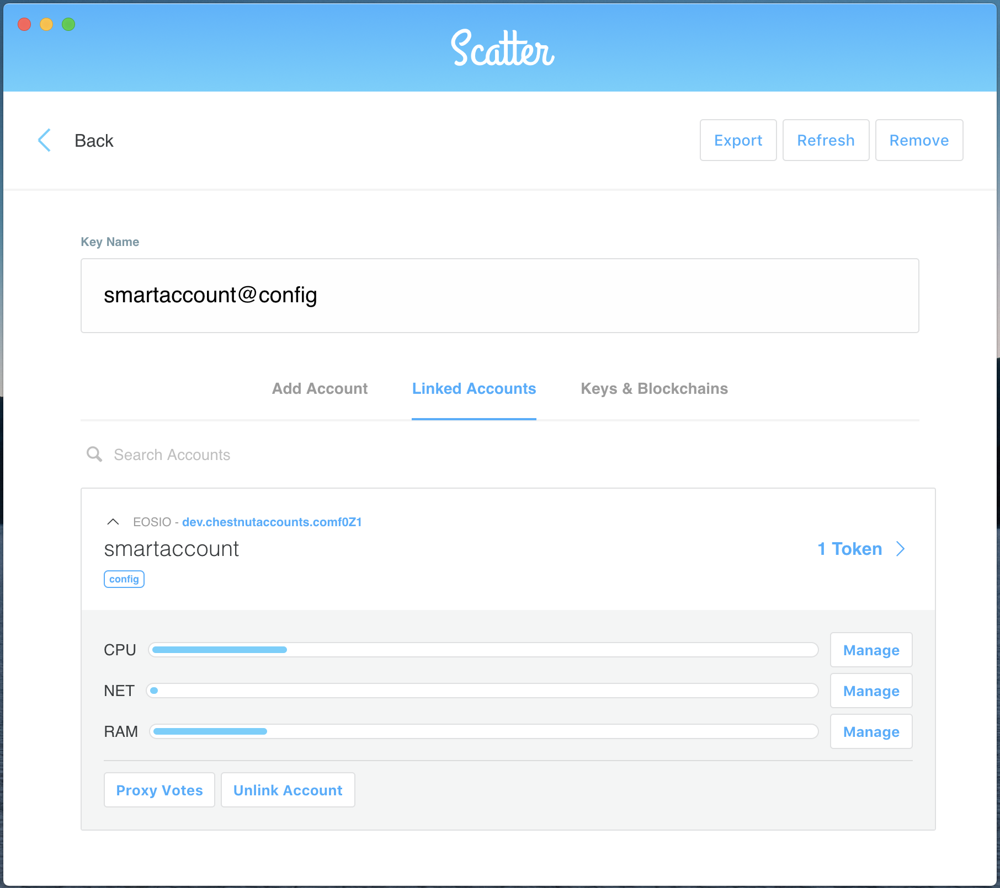 Scatter
Back
Export
Refresh
Remove
Key Name
smartaccount@config
Add Account
Linked Accounts
Keys & Blockchains
Search Accounts
EOSIO - dev.chestnutaccounts.comf0Z1
smartaccount
1 Token
config
CPU
Manage
NET
Manage
RAM
Manage
Proxy Votes
Unlink Account